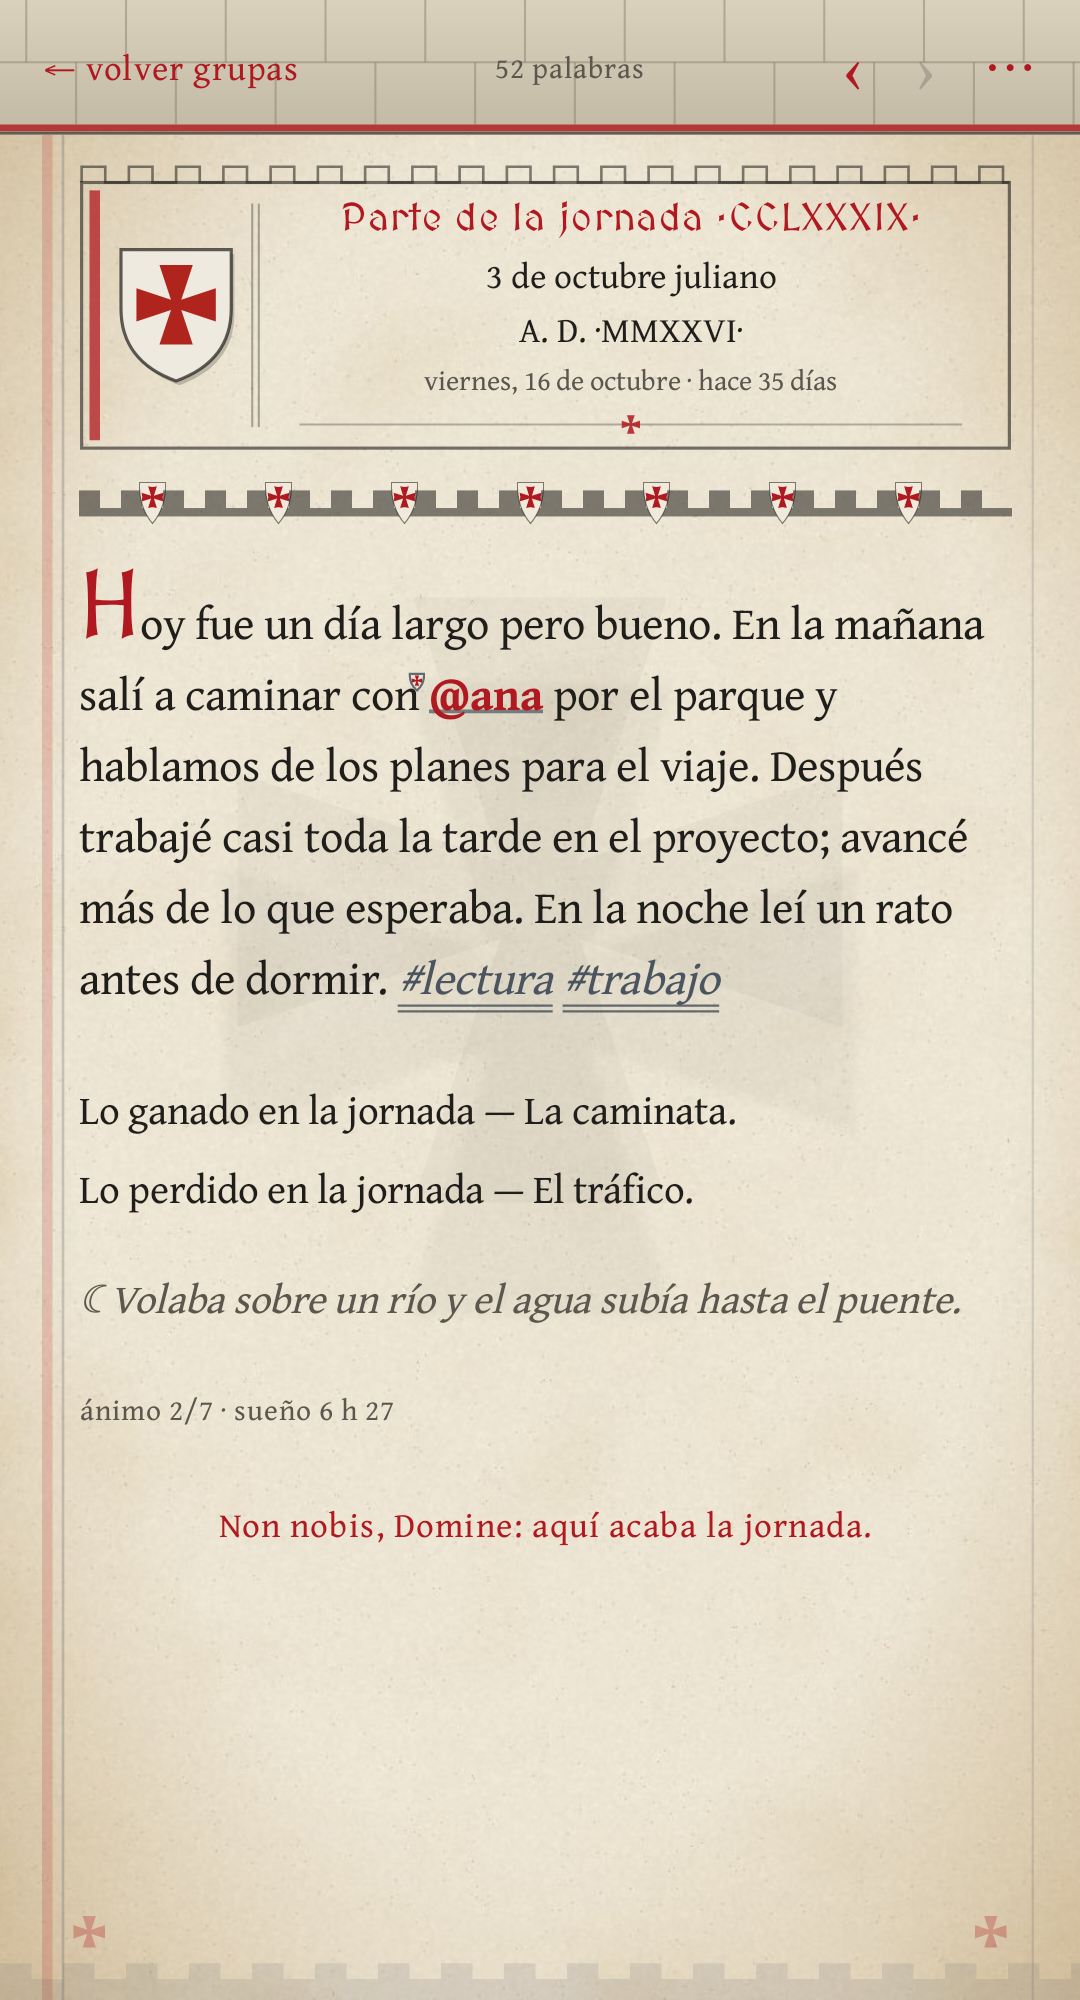 ← volver grupas
52 palabras
‹ › ...
Parte de la jornada ·CCLXXXIX·
3 de octubre juliano
A. D. ·MMXXVI·
viernes, 16 de octubre · hace 35 días
Hoy fue un día largo pero bueno. En la mañana
salí a caminar con @ana por el parque y
hablamos de los planes para el viaje. Después
trabajé casi toda la tarde en el proyecto; avancé
más de lo que esperaba. En la noche leí un rato
antes de dormir. #lectura #trabajo
Lo ganado en la jornada — La caminata.
Lo perdido en la jornada — El tráfico.
☾ Volaba sobre un río y el agua subía hasta el puente.
ánimo 2/7 · sueño 6 h 27
Non nobis, Domine: aquí acaba la jornada.